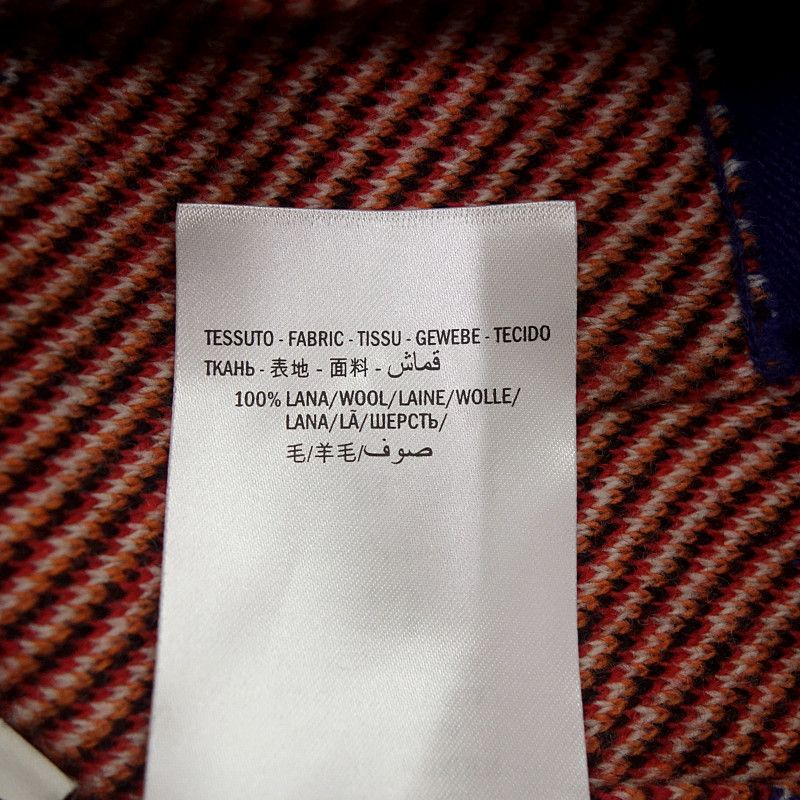 TESSUTO - FABRIC - TISSU - GEWEBE - TECIDO
ТКАНЬ - 表地 - 面料 - قماش
100% LANA/WOOL/LAINE/WOLLE/
LANA/LÃ/ШЕРСТЬ/
毛/羊毛/صوف